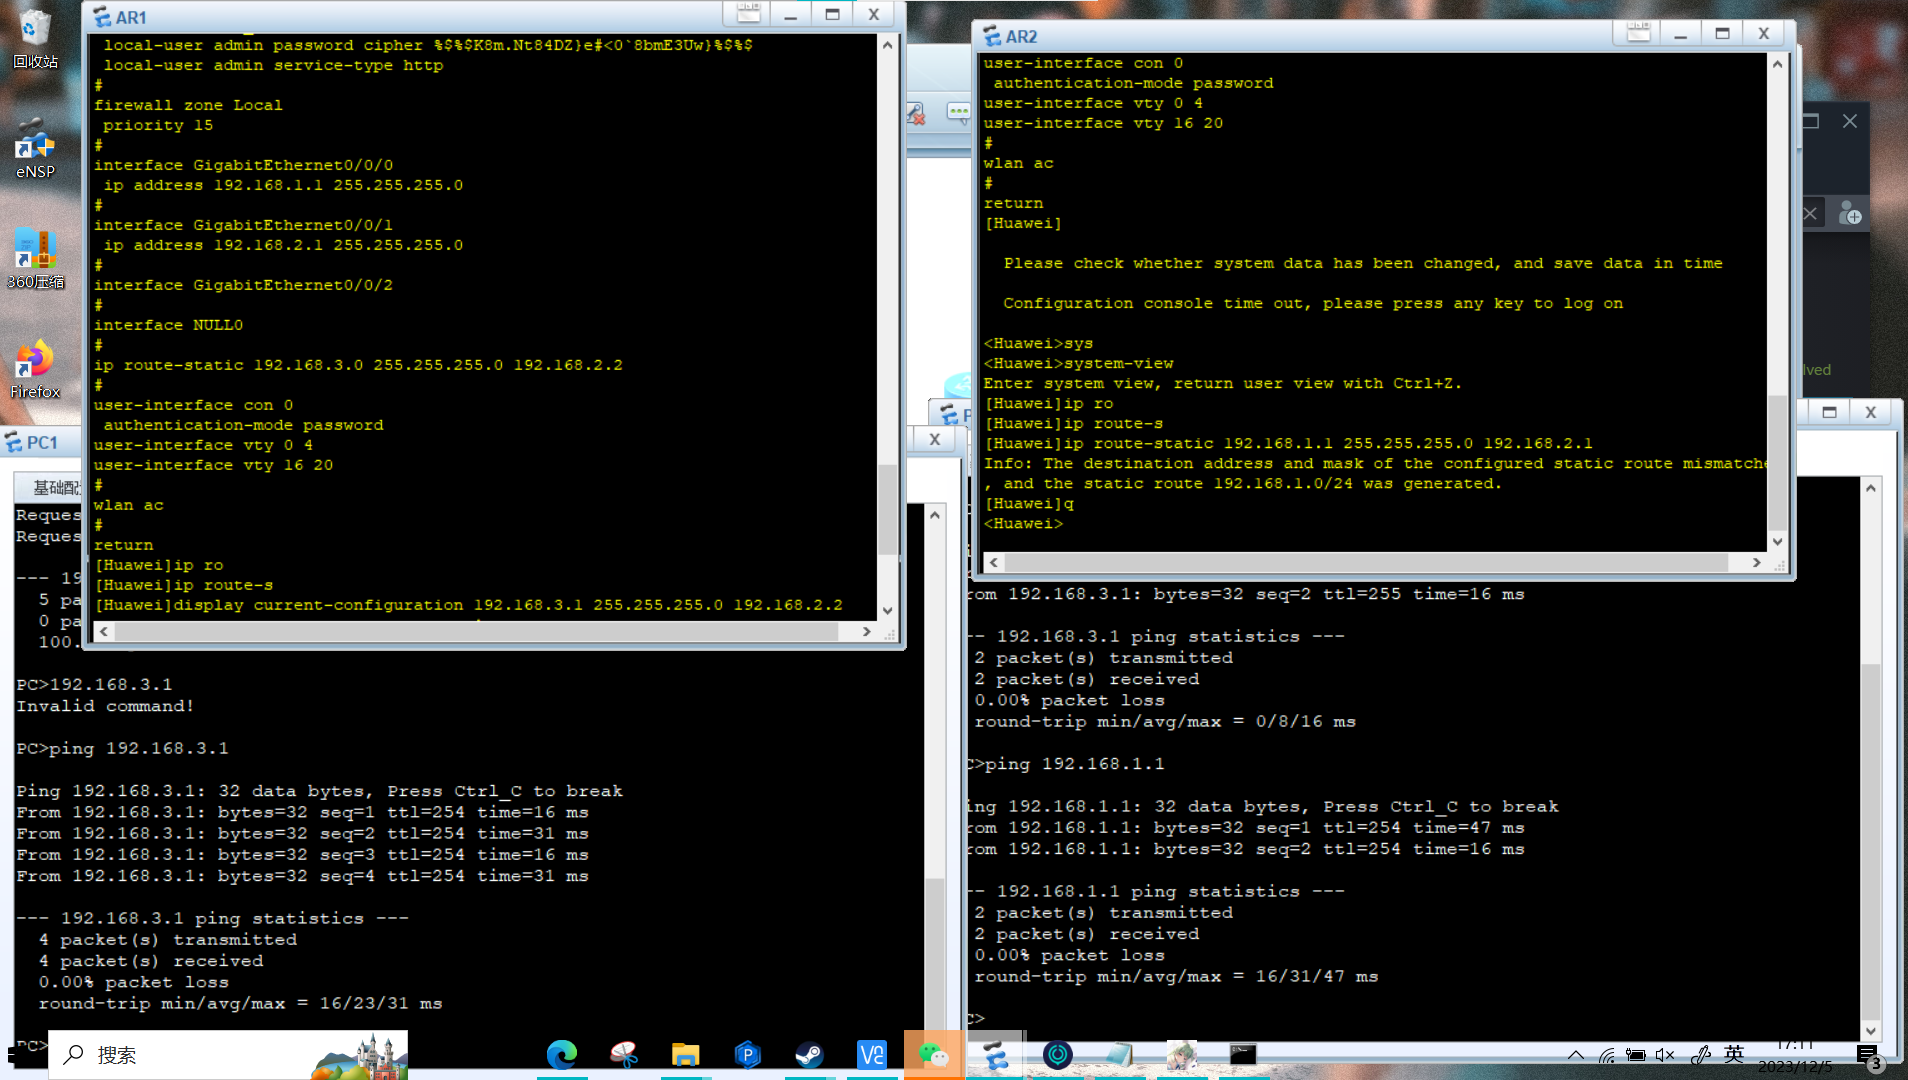 回收站
eNSP
360压缩
Firefox
AR1
local-user admin password cipher %$%$K8m.Nt84DZ}e#<0`8bmE3Uw}%$%$
local-user admin service-type http
#
firewall zone Local
priority 15
#
interface GigabitEthernet0/0/0
ip address 192.168.1.1 255.255.255.0
#
interface GigabitEthernet0/0/1
ip address 192.168.2.1 255.255.255.0
#
interface GigabitEthernet0/0/2
#
interface NULL0
#
ip route-static 192.168.3.0 255.255.255.0 192.168.2.2
#
user-interface con 0
authentication-mode password
user-interface vty 0 4
user-interface vty 16 20
#
wlan ac
#
return
[Huawei]ip ro
[Huawei]ip route-s
[Huawei]display current-configuration 192.168.3.1 255.255.255.0 192.168.2.2
AR2
user-interface con 0
authentication-mode password
user-interface vty 0 4
user-interface vty 16 20
#
wlan ac
#
return
[Huawei]
Please check whether system data has been changed, and save data in time
Configuration console time out, please press any key to log on
<Huawei>sys
<Huawei>system-view
Enter system view, return user view with Ctrl+Z.
[Huawei]ip ro
[Huawei]ip route-s
[Huawei]ip route-static 192.168.1.1 255.255.255.0 192.168.2.1
Info: The destination address and mask of the configured static route mismatche
, and the static route 192.168.1.0/24 was generated.
[Huawei]q
<Huawei>
lved
PC1
基础配
Reques
Reques
--- 19
5 pa
0 pa
100.
PC>192.168.3.1
Invalid command!
PC>ping 192.168.3.1
Ping 192.168.3.1: 32 data bytes, Press Ctrl_C to break
From 192.168.3.1: bytes=32 seq=1 ttl=254 time=16 ms
From 192.168.3.1: bytes=32 seq=2 ttl=254 time=31 ms
From 192.168.3.1: bytes=32 seq=3 ttl=254 time=16 ms
From 192.168.3.1: bytes=32 seq=4 ttl=254 time=31 ms
--- 192.168.3.1 ping statistics ---
4 packet(s) transmitted
4 packet(s) received
0.00% packet loss
round-trip min/avg/max = 16/23/31 ms
PC>
P
rom 192.168.3.1: bytes=32 seq=2 ttl=255 time=16 ms
-- 192.168.3.1 ping statistics ---
2 packet(s) transmitted
2 packet(s) received
0.00% packet loss
round-trip min/avg/max = 0/8/16 ms
C>ping 192.168.1.1
ing 192.168.1.1: 32 data bytes, Press Ctrl_C to break
rom 192.168.1.1: bytes=32 seq=1 ttl=254 time=47 ms
rom 192.168.1.1: bytes=32 seq=2 ttl=254 time=16 ms
-- 192.168.1.1 ping statistics ---
2 packet(s) transmitted
2 packet(s) received
0.00% packet loss
round-trip min/avg/max = 16/31/47 ms
C>
搜索
英
17:11
2023/12/5
3